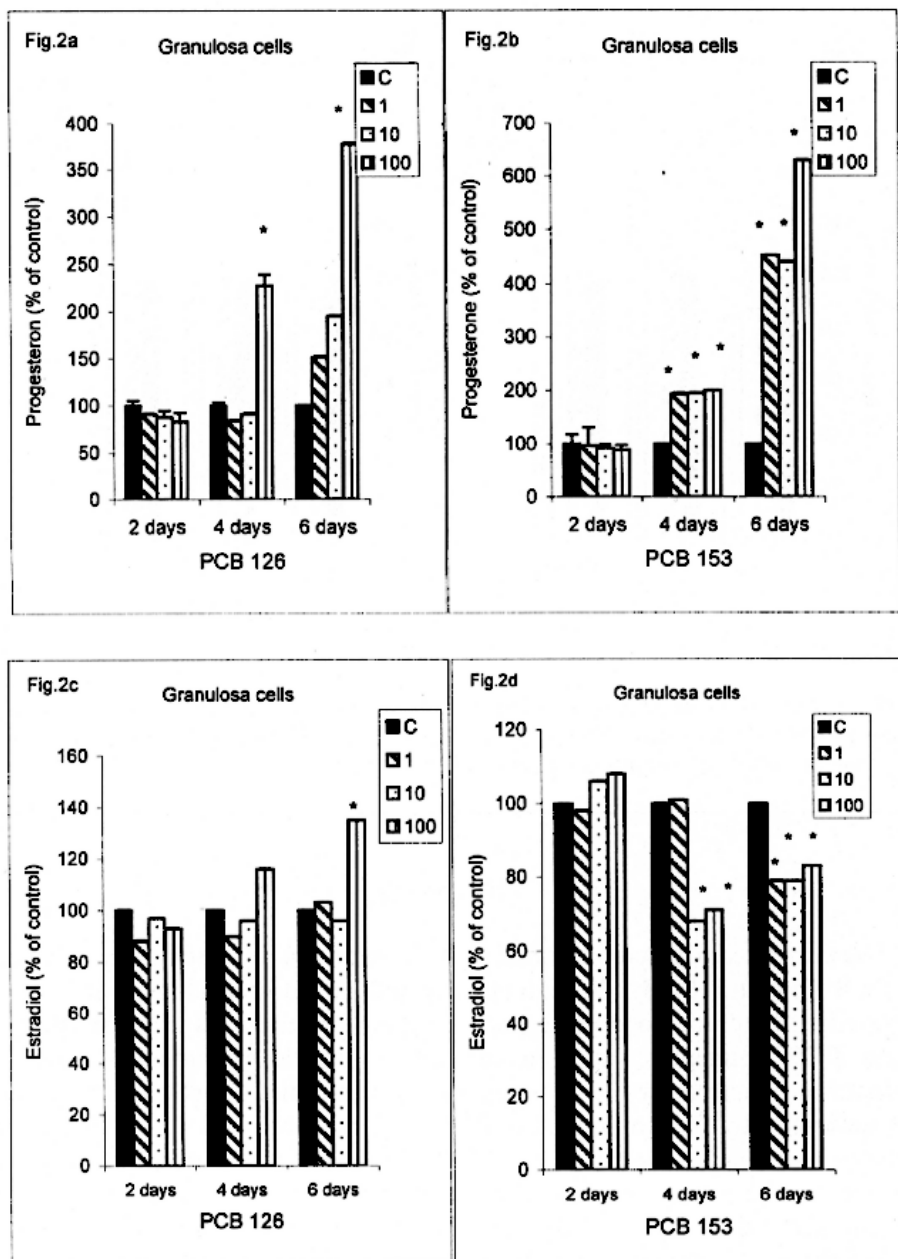 Fig.2a
Granulosa cells
C
1
10
100
Progesteron (% of control)
400
350
300
250
200
150
100
50
0
*
*
2 days 4 days 6 days
PCB 126
Fig.2b
Granulosa cells
C
1
10
100
Progesterone (% of control)
700
600
500
400
300
200
100
0
* * *
* * *
2 days 4 days 6 days
PCB 153
Fig.2c
Granulosa cells
C
1
10
100
Estradiol (% of control)
160
140
120
100
80
60
40
20
0
*
2 days 4 days 6 days
PCB 126
Fig.2d
Granulosa cells
C
1
10
100
Estradiol (% of control)
120
100
80
60
40
20
0
* *
* * *
2 days 4 days 6 days
PCB 153